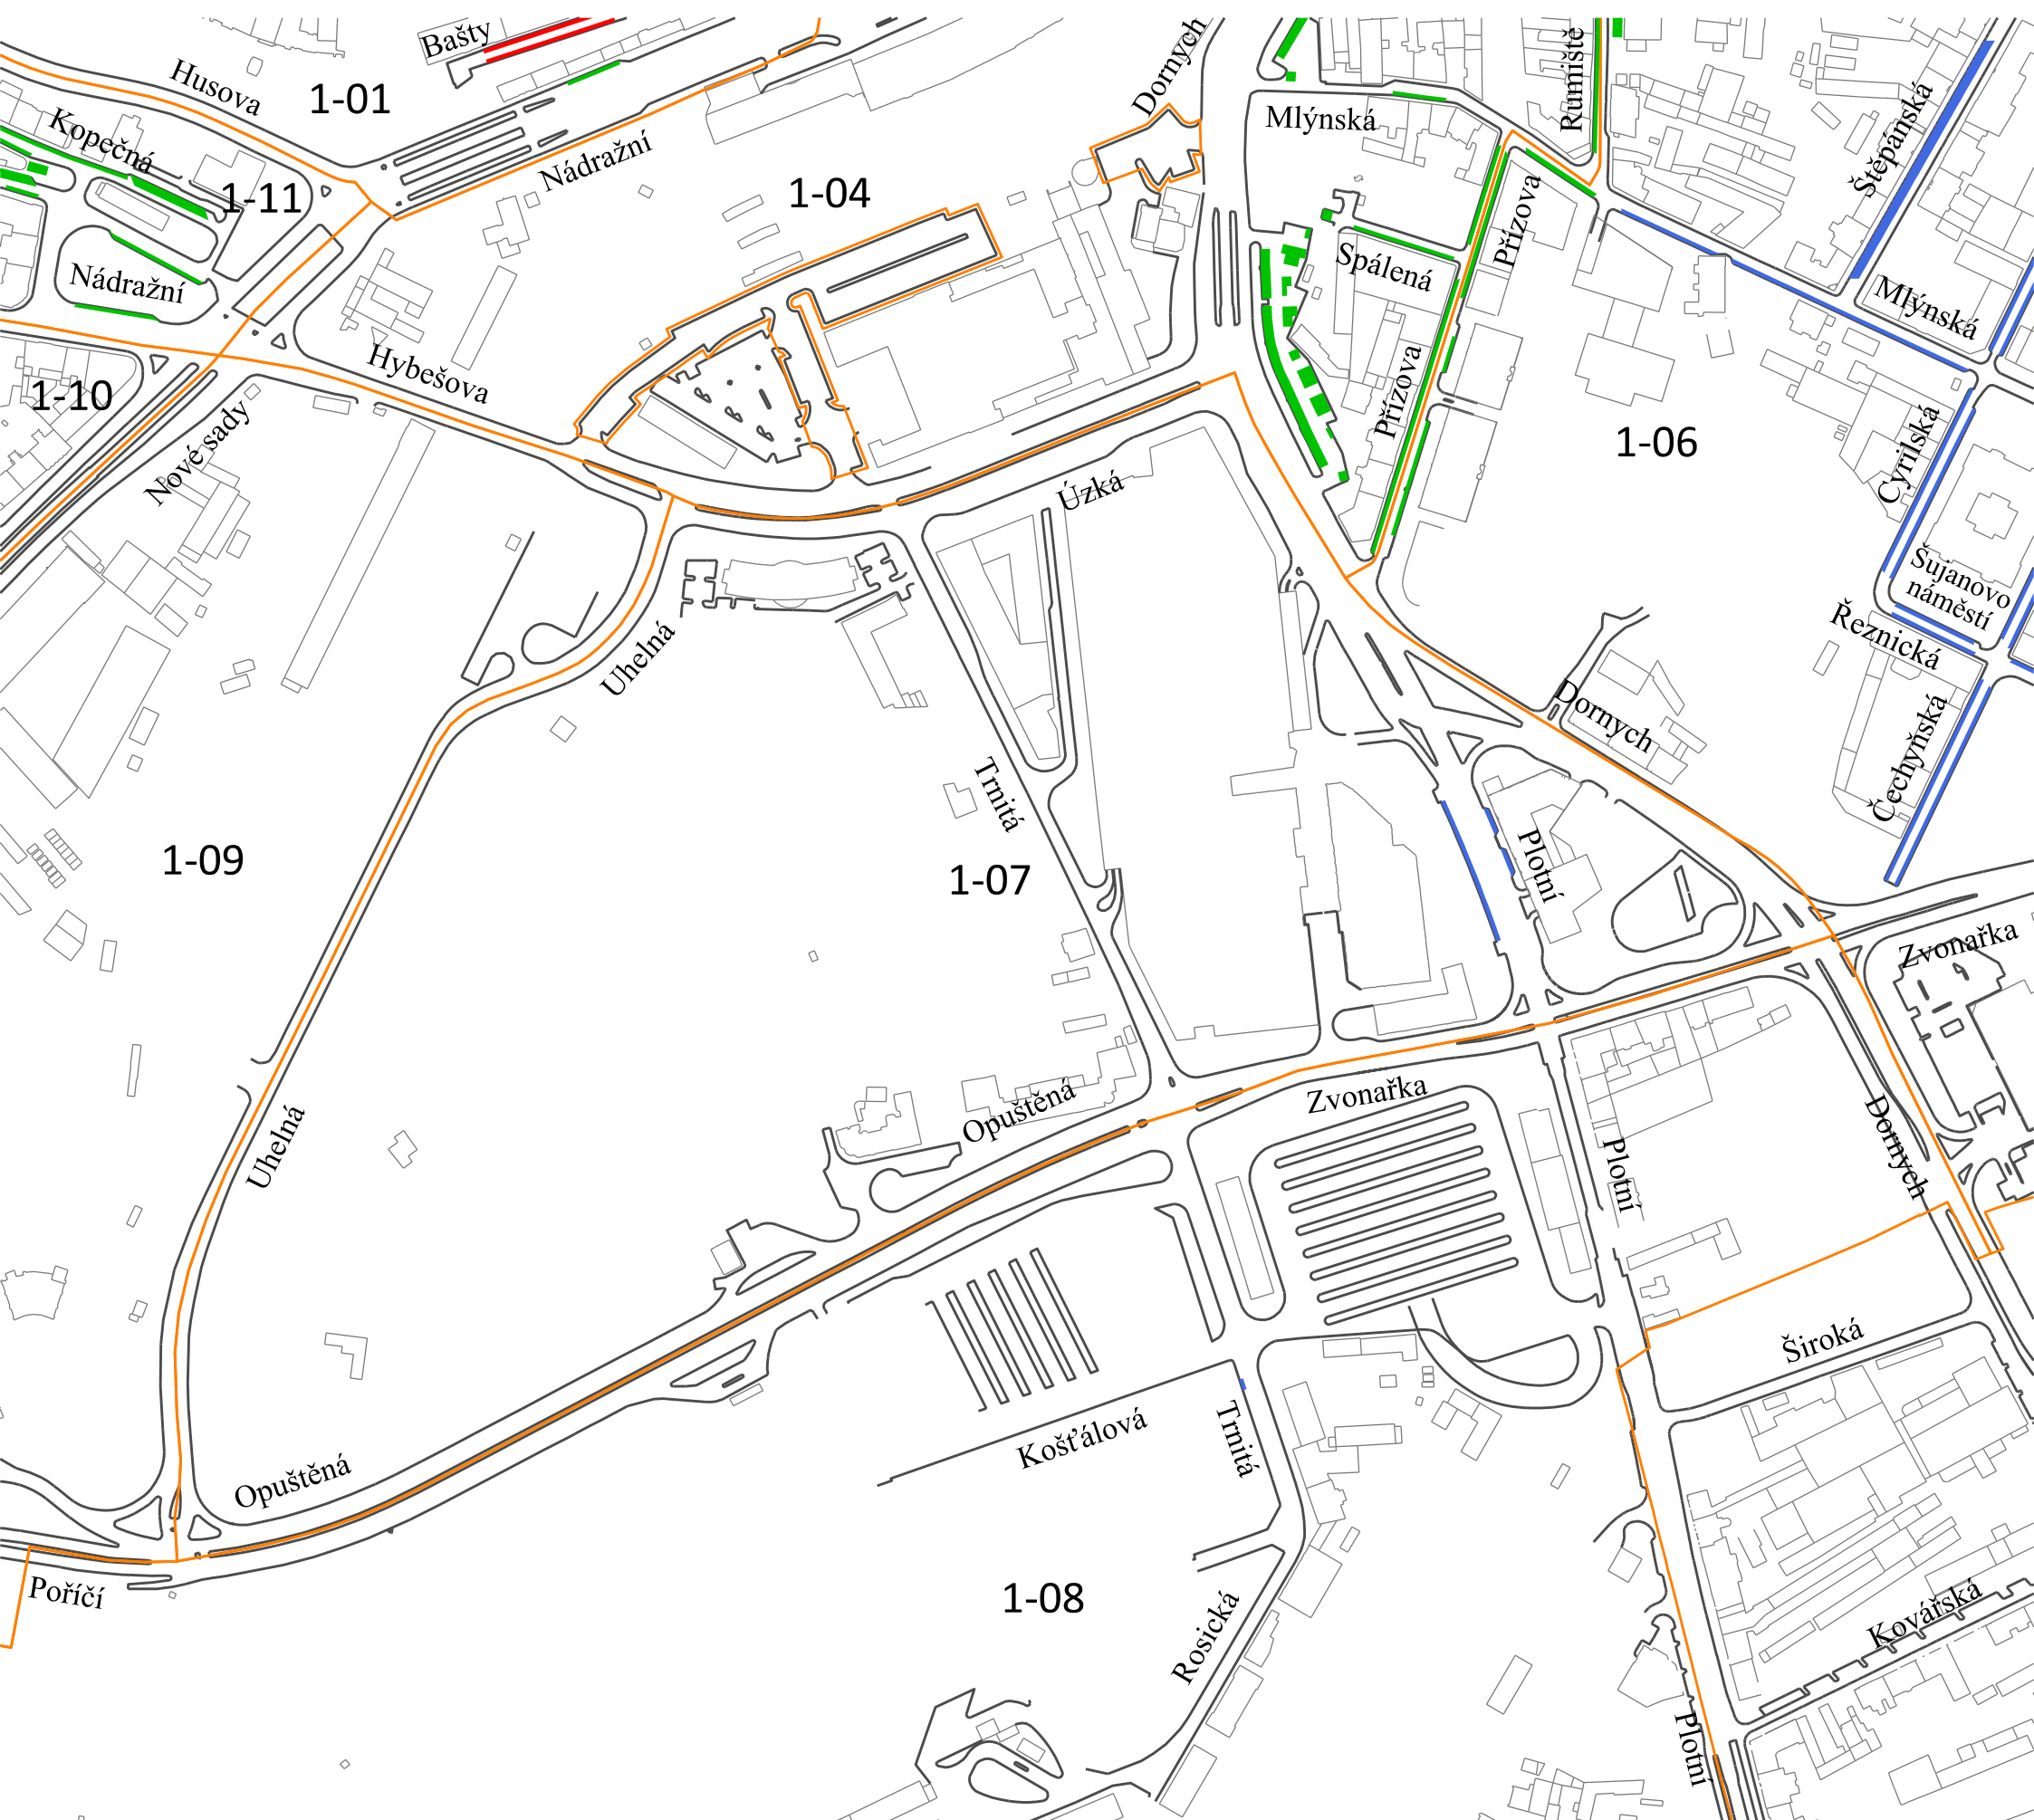 Bašty
Dornych
Husova
1-01
Rumiště
Kopečná
Mlýnská
Štěpánská
Nádražní
1-11
1-04
Přízova
Nádražní
Spálená
Mlýnská
Hybešova
1-10
Přízova
Nové sady
1-06
Cyrilská
Úzká
Šujanovo
náměstí
Řeznická
Uhelná
Dornych
Čechyňská
Trnitá
1-09
1-07
Plotní
Zvonařka
Opuštěná
Zvonařka
Uhelná
Dornych
Plotní
Široká
Košťálová
Trnitá
Opuštěná
Poříčí
1-08
Rosická
Kovářská
Plotní